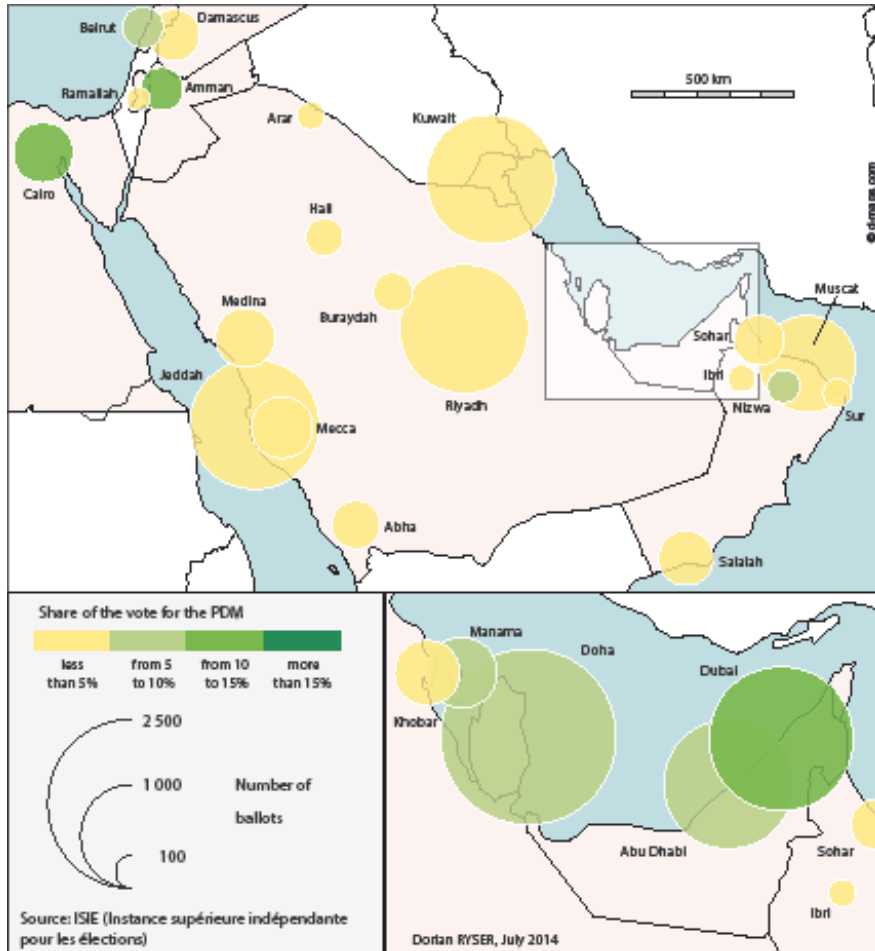 Damascus
Beirut
Ramallah
Amman
Arar
Kuwait
500 km
© d-maps.com
Cairo
Hail
Medina
Buraydah
Muscat
Sohar
Jeddah
Ibri
Mecca
Riyadh
Nizwa
Sur
Abha
Salalah
Share of the vote for the PDM
less than 5%
from 5 to 10%
from 10 to 15%
more than 15%
2 500
1 000
Number of
ballots
100
Source: ISIE (Instance supérieure indépendante
pour les élections)
Manama
Doha
Dubai
Khobar
Abu Dhabi
Sohar
Ibri
Dorian RYSER, July 2014